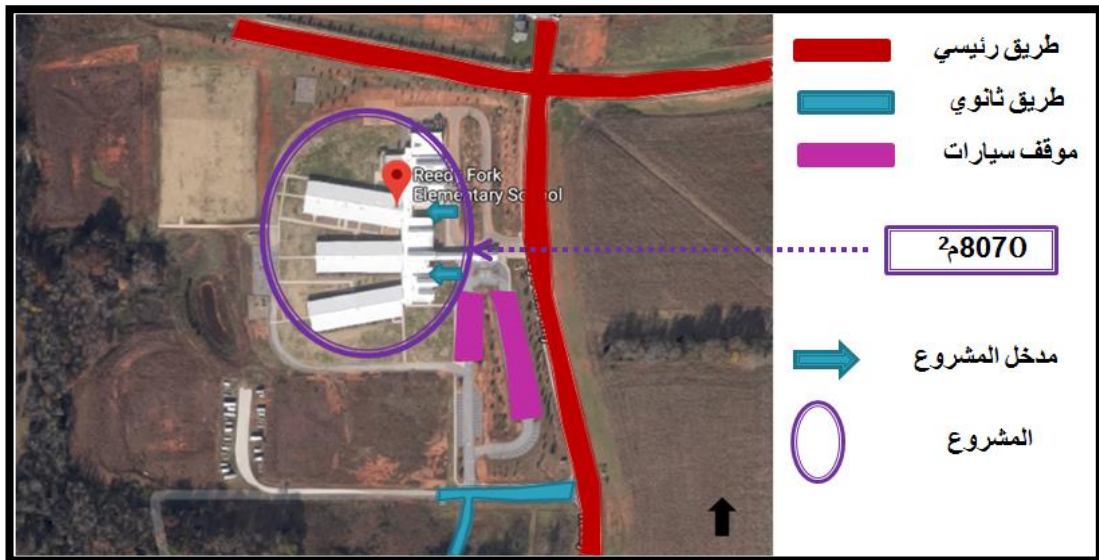 Reedy Fork
Elementary School
طريق رئيسي
طريق ثانوي
موقف سيارات
8070م²
مدخل المشروع
المشروع